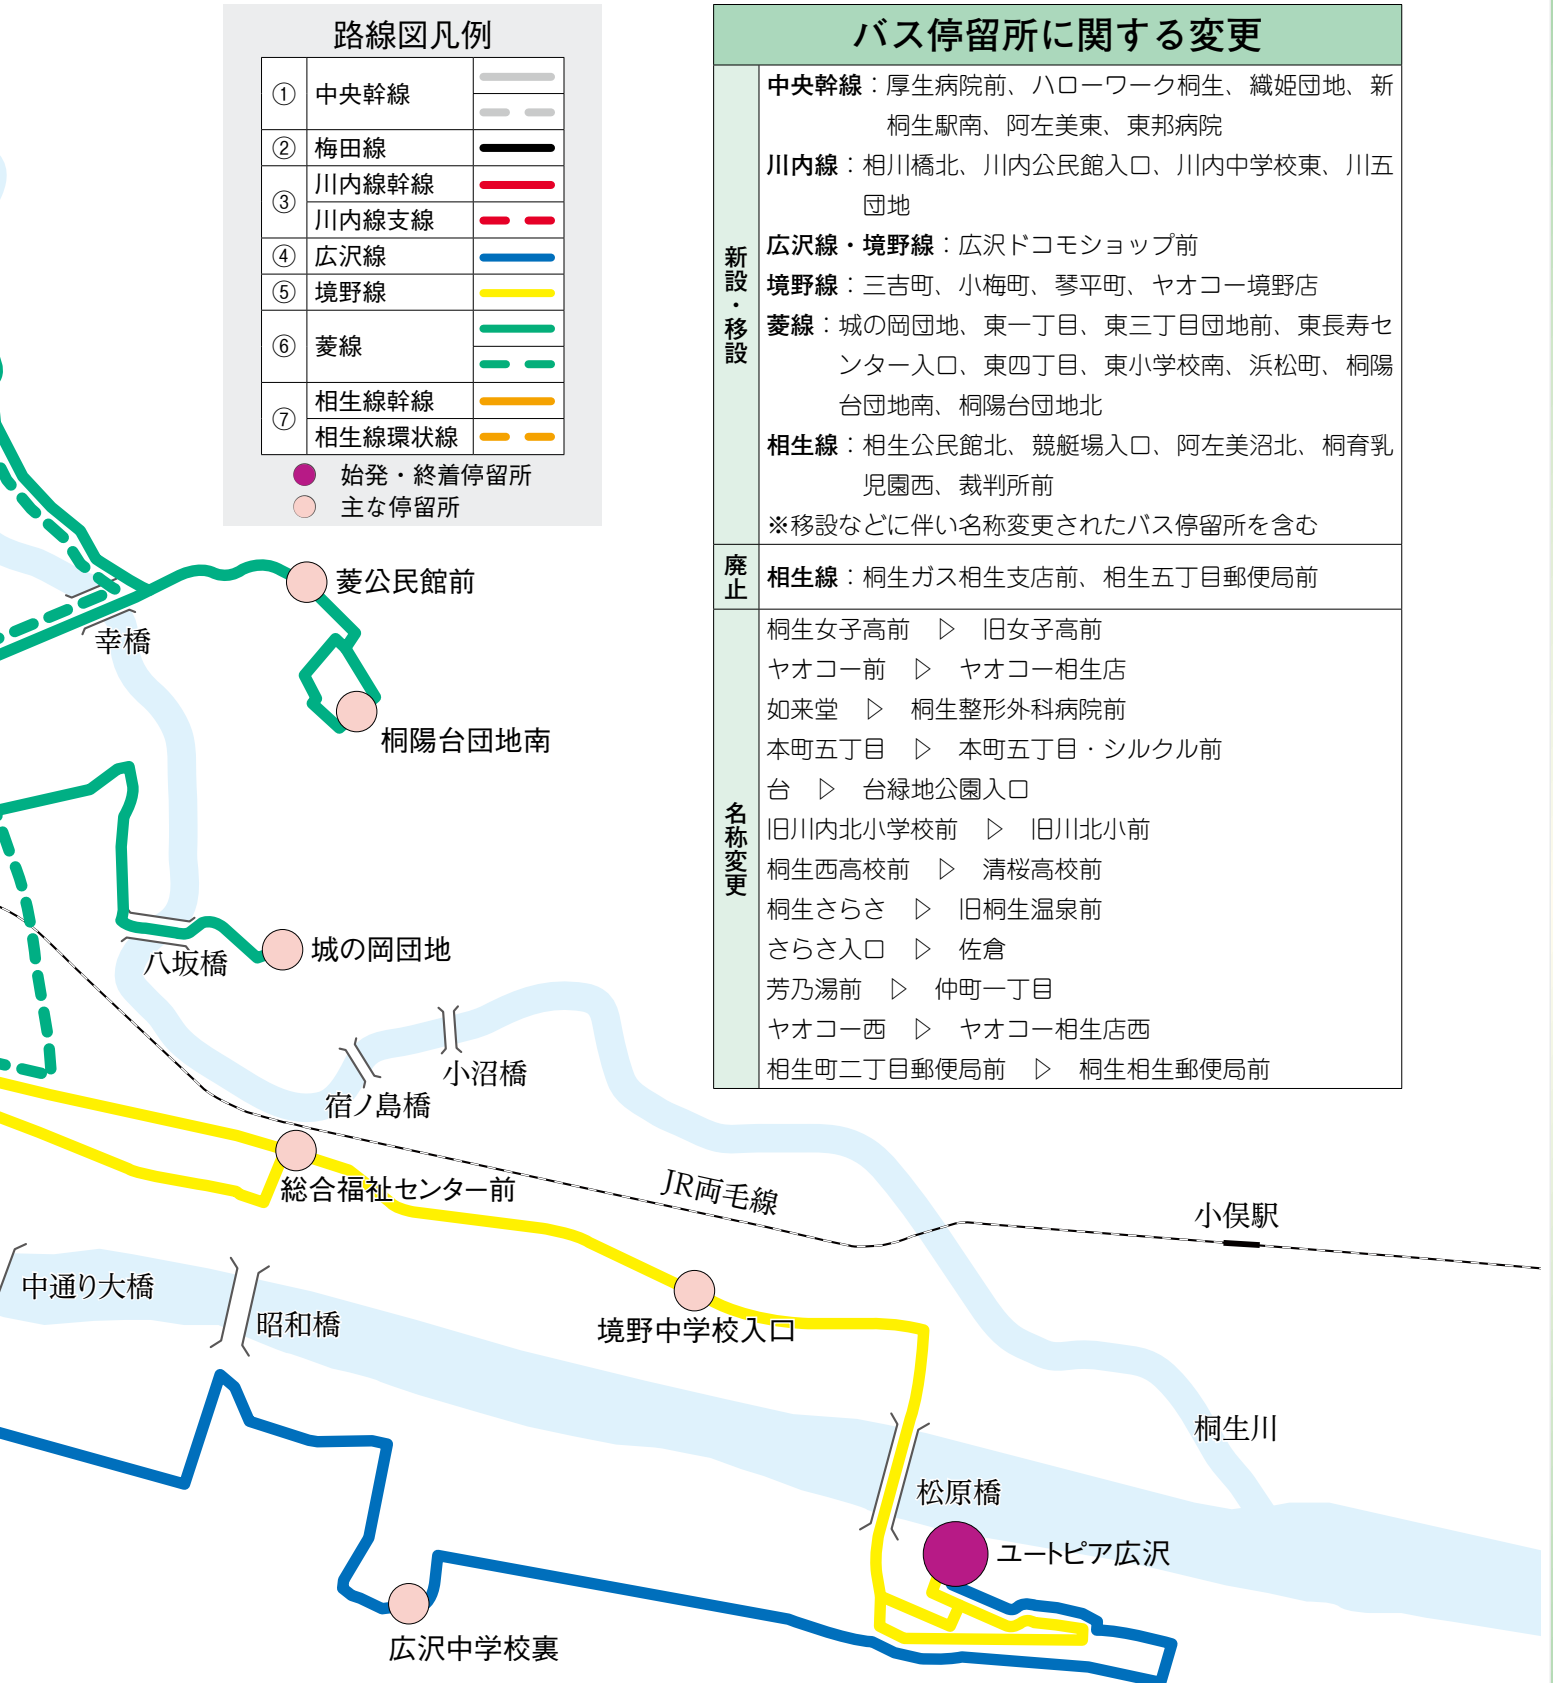 路線図凡例
① 中央幹線
② 梅田線
③ 川内線幹線
川内線支線
④ 広沢線
⑤ 境野線
⑥ 菱線
⑦ 相生線幹線
相生線環状線
始発・終着停留所
主な停留所
バス停留所に関する変更
新設・移設
中央幹線：厚生病院前、ハローワーク桐生、織姫団地、新
桐生駅南、阿左美東、東邦病院
川内線：相川橋北、川内公民館入口、川内中学校東、川五
団地
広沢線・境野線：広沢ドコモショップ前
境野線：三吉町、小梅町、琴平町、ヤオコー境野店
菱線：城の岡団地、東一丁目、東三丁目団地前、東長寿セ
ンター入口、東四丁目、東小学校南、浜松町、桐陽
台団地南、桐陽台団地北
相生線：相生公民館北、競艇場入口、阿左美沼北、桐育乳
児園西、裁判所前
※移設などに伴い名称変更されたバス停留所を含む
廃止
相生線：桐生ガス相生支店前、相生五丁目郵便局前
名称変更
桐生女子高前 ▷ 旧女子高前
ヤオコー前 ▷ ヤオコー相生店
如来堂 ▷ 桐生整形外科病院前
本町五丁目 ▷ 本町五丁目・シルクル前
台 ▷ 台緑地公園入口
旧川内北小学校前 ▷ 旧川北小前
桐生西高校前 ▷ 清桜高校前
桐生さらさ ▷ 旧桐生温泉前
さらさ入口 ▷ 佐倉
芳乃湯前 ▷ 仲町一丁目
ヤオコー西 ▷ ヤオコー相生店西
相生町二丁目郵便局前 ▷ 桐生相生郵便局前
菱公民館前
幸橋
桐陽台団地南
城の岡団地
八坂橋
小沼橋
宿ノ島橋
総合福祉センター前
JR両毛線
小俣駅
中通り大橋
昭和橋
境野中学校入口
桐生川
松原橋
ユートピア広沢
広沢中学校裏